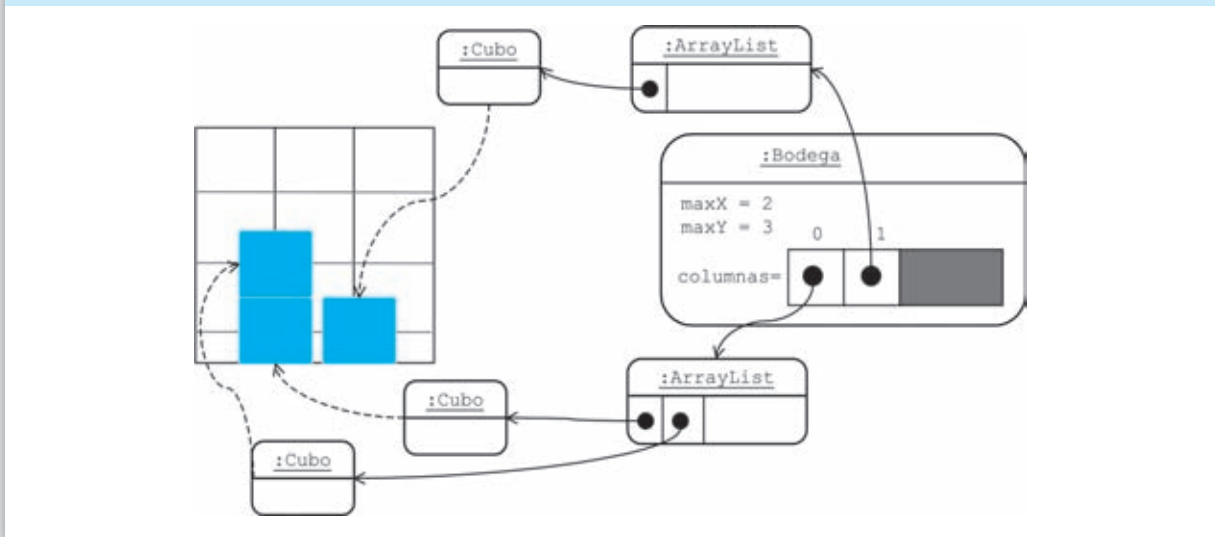 :Cubo
:ArrayList
:Bodega
maxX = 2
maxY = 3
0 1
columnas=
:ArrayList
:Cubo
:Cubo